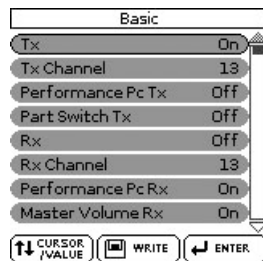 Basic
Tx On
Tx Channel 13
Performance Pc Tx Off
Part Switch Tx Off
Rx Off
Rx Channel 13
Performance Pc Rx On
Master Volume Rx On
CURSOR /VALUE WRITE ENTER